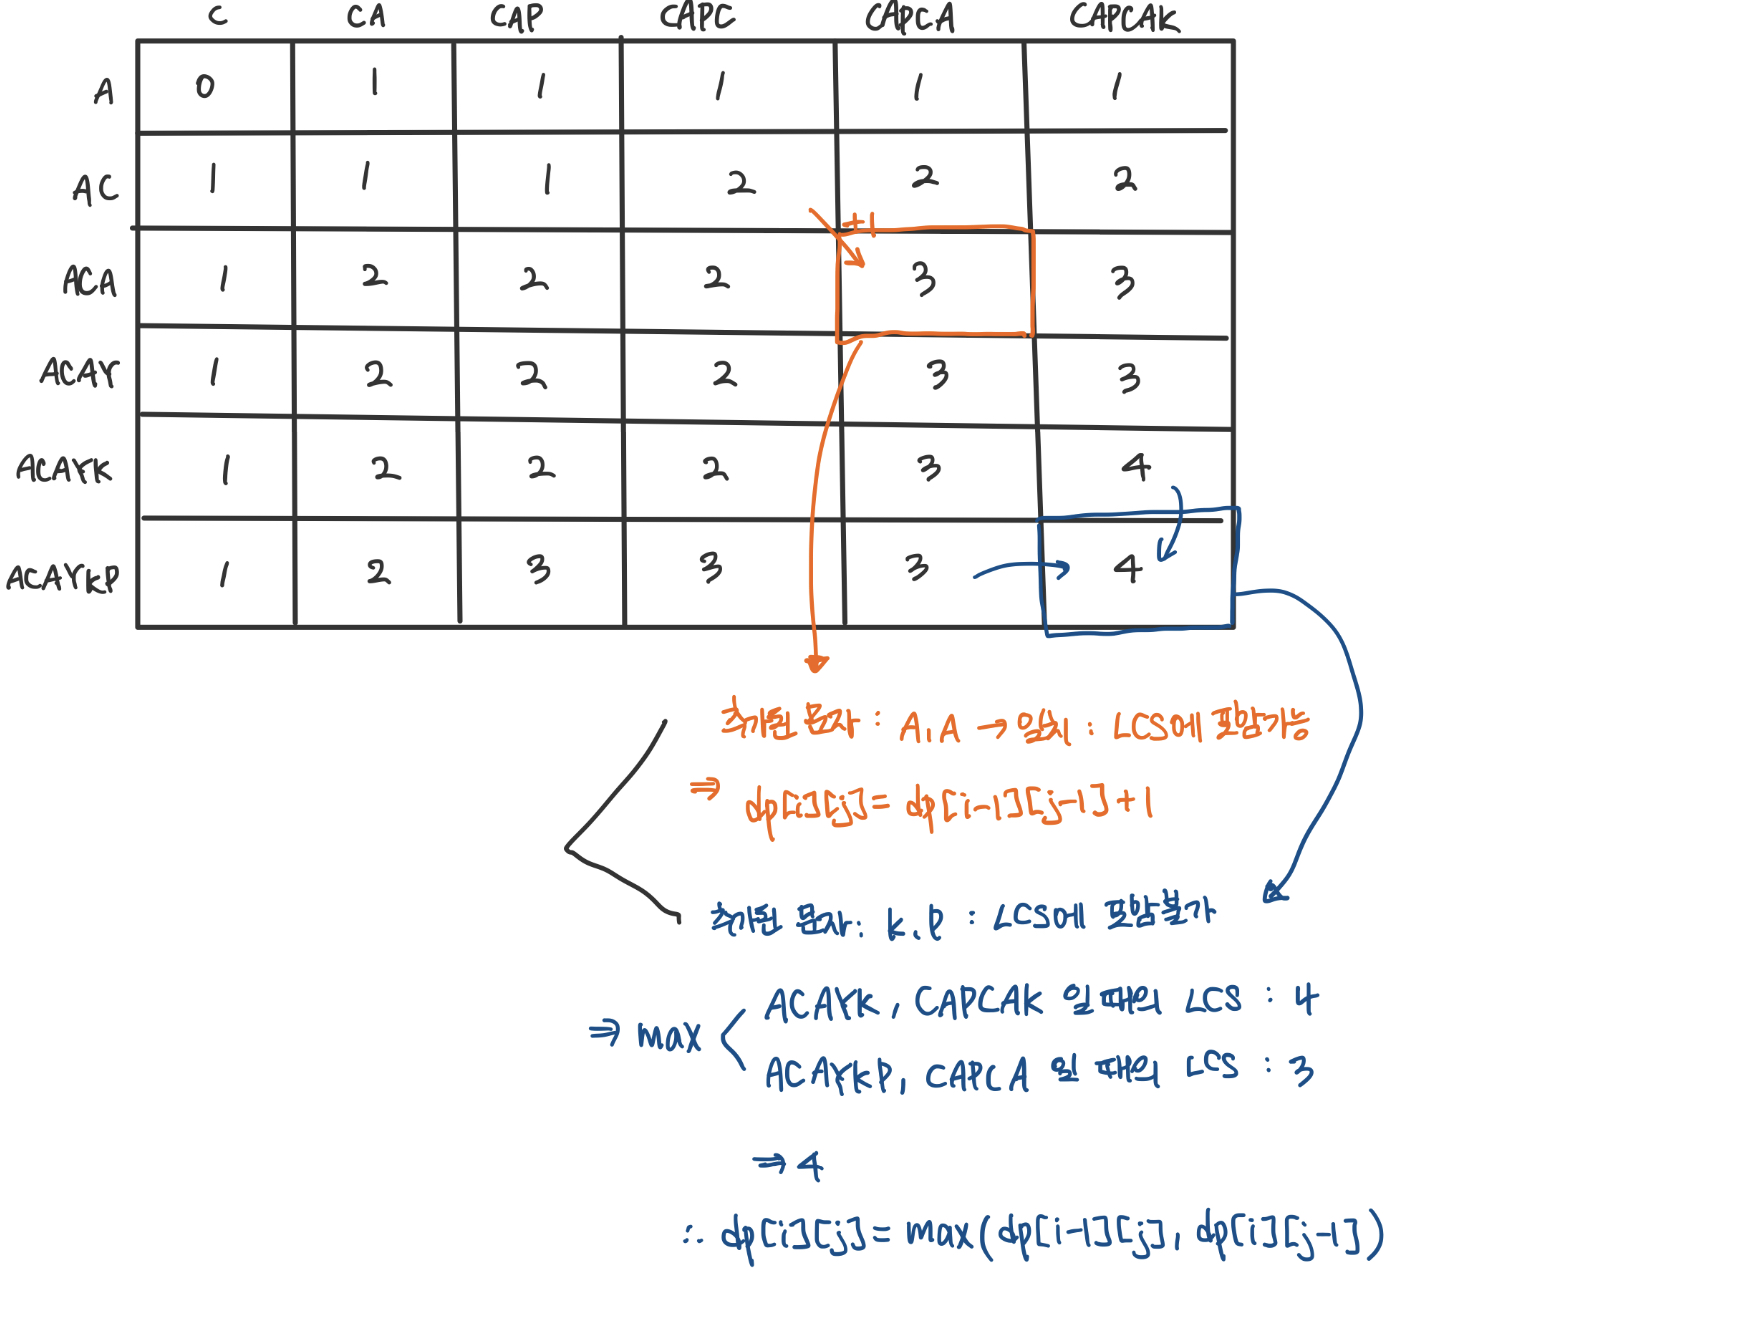 C CA CAP CAPC CAPCA CAPCAK
A 0 1 1 1 1 1
AC 1 1 1 2 2 2
+1
ACA 1 2 2 2 3 3
ACAY 1 2 2 2 3 3
ACAYK 1 2 2 2 3 4
ACAYKP 1 2 3 3 3 4
추가된 문자 : A, A → 일치 : LCS에 포함가능
⇒ dp[i][j] = dp[i-1][j-1] + 1
추가된 문자 : K, P : LCS에 포함불가
⇒ max
ACAYK, CAPCAK 일 때의 LCS : 4
ACAYKP, CAPCA 일 때의 LCS : 3
⇒ 4
∴ dp[i][j] = max(dp[i-1][j], dp[i][j-1])